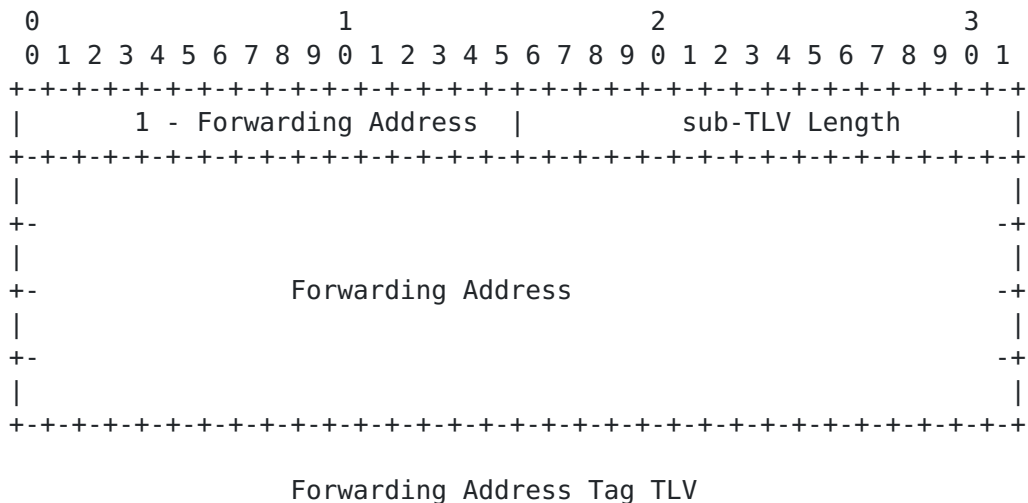 0                   1                   2                   3
 0 1 2 3 4 5 6 7 8 9 0 1 2 3 4 5 6 7 8 9 0 1 2 3 4 5 6 7 8 9 0 1
+-+-+-+-+-+-+-+-+-+-+-+-+-+-+-+-+-+-+-+-+-+-+-+-+-+-+-+-+-+-+-+-+
|       1 - Forwarding Address  |          sub-TLV Length       |
+-+-+-+-+-+-+-+-+-+-+-+-+-+-+-+-+-+-+-+-+-+-+-+-+-+-+-+-+-+-+-+-+
|                                                               |
+-                                                             -+
|                                                               |
+-                Forwarding Address                           -+
|                                                               |
+-                                                             -+
|                                                               |
+-+-+-+-+-+-+-+-+-+-+-+-+-+-+-+-+-+-+-+-+-+-+-+-+-+-+-+-+-+-+-+-+
                  Forwarding Address Tag TLV